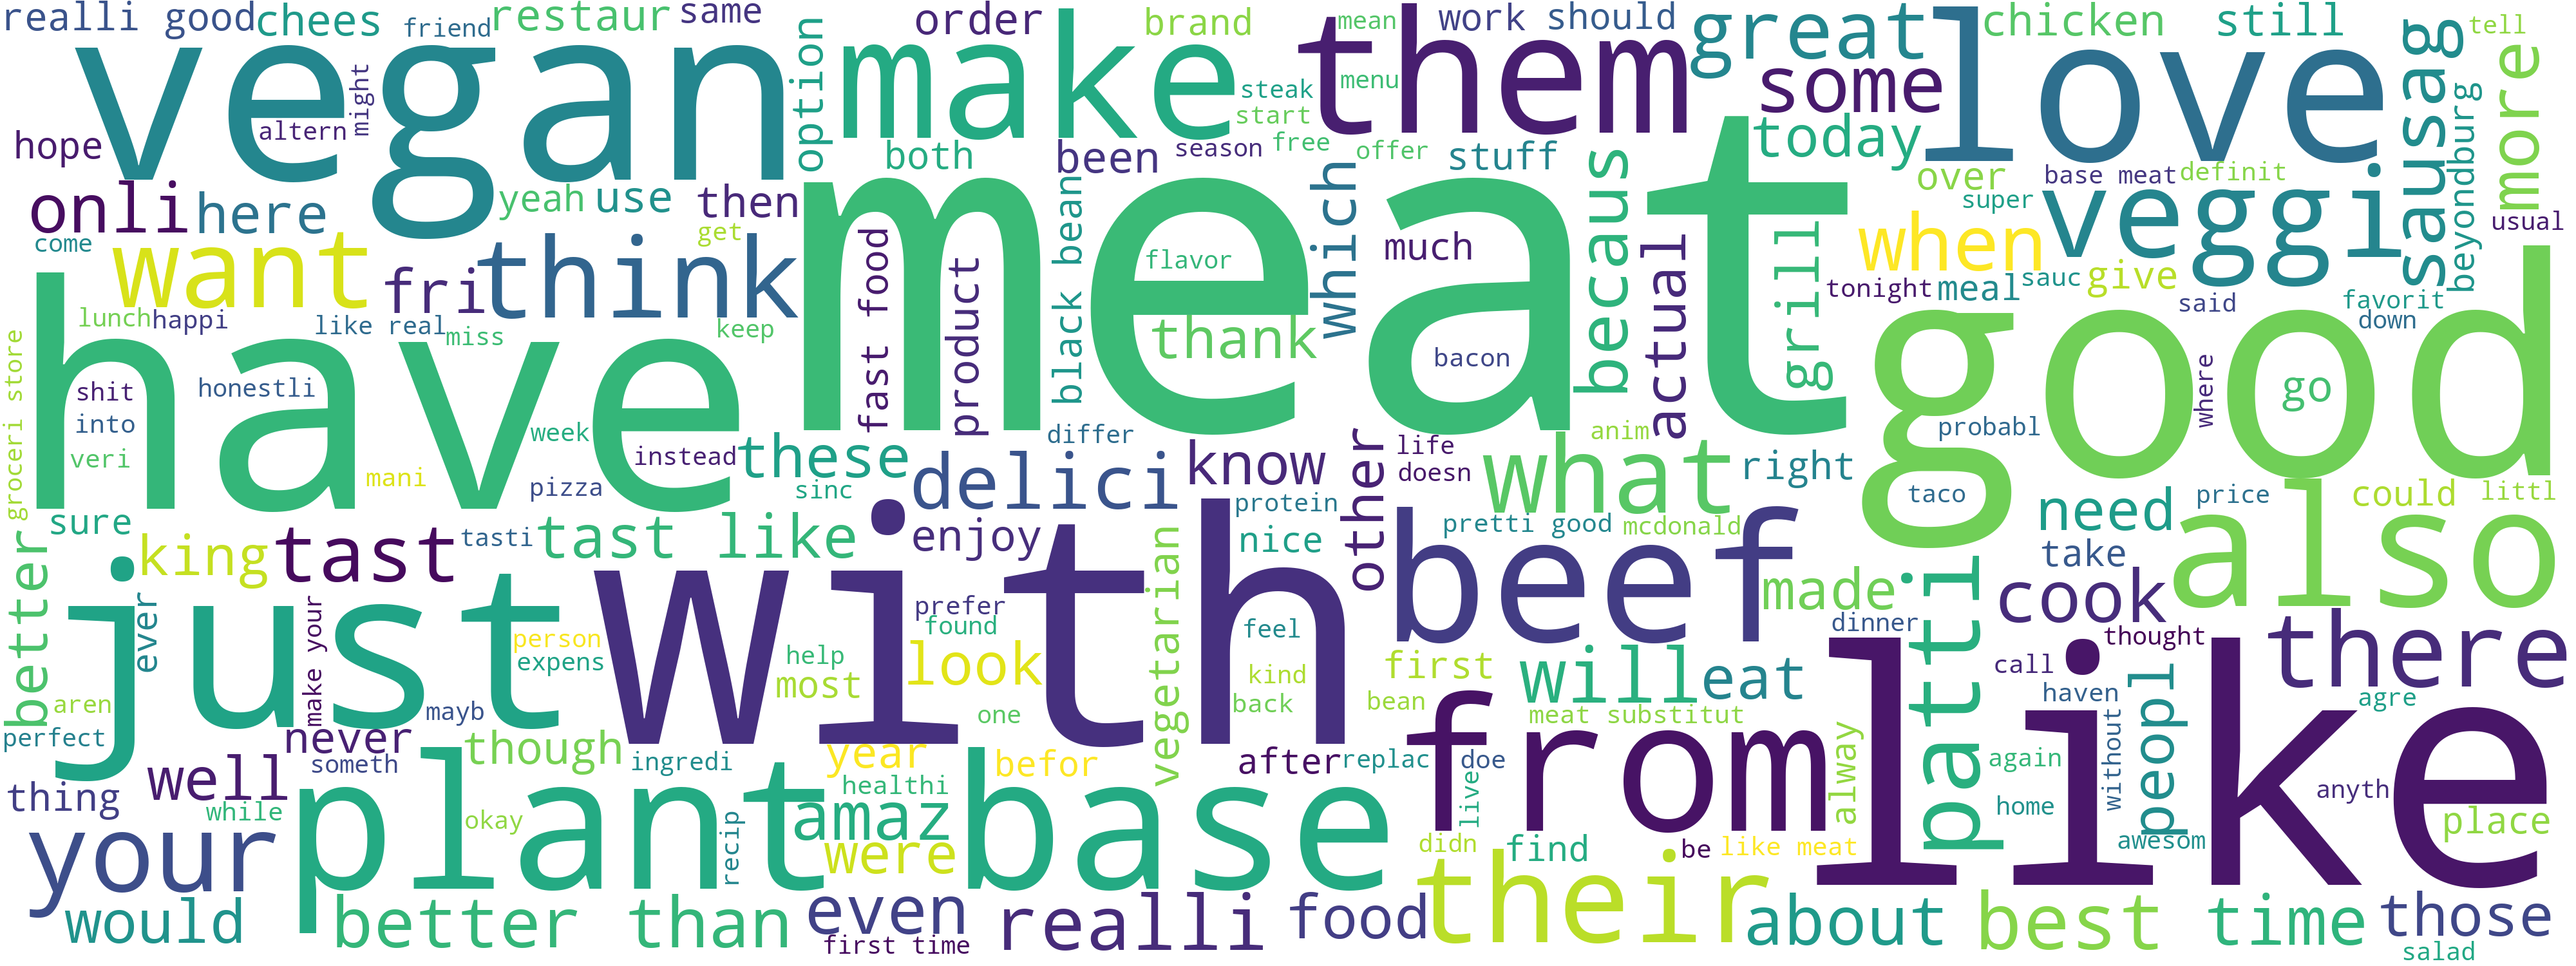 realli good
chees
friend
restaur
same
order
brand
mean
work
should
great
love
chicken
still
tell
vegan
might
altern
option
make
steak
start
menu
them
free
offer
some
today
sausag
beyondburg
more
hope
both
been
season
stuff
which
becaus
over
base meat
definit
super
veggi
usual
onli
here
yeah
use
then
get
black bean
meat
flavor
much
actual
grill
when
come
want
fri
think
fast food
product
thank
bacon
tonight
meal
sauc
give
said
favorit
down
lunch
happi
like real
miss
keep
groceri store
have
shit
honestli
into
veri
week
instead
mani
pizza
these
sinc
differ
delici
know
anim
life
doesn
other
what
right
good
go
where
probabl
taco
price
could
littl
sure
king
tast
tasti
tast like
enjoy
protein
nice
pretti good
mcdonald
need
take
also
better
ever
just
make your
person
expens
with
prefer
found
vegetarian
feel
beef
made
patti
cook
dinner
thought
there
help
most
look
kind
back
first
bean
will
eat
call
haven
without
peopl
agre
aren
mayb
one
meat substitut
alway
from
like
perfect
never
someth
though
ingredi
year
befor
after
replac
doe
again
home
anyth
thing
well
while
okay
plant
recip
healthi
amaz
base
live
didn
find
be
like meat
awesom
place
your
were
would
better than
even
first time
realli
food
their
about
best
time
those
salad